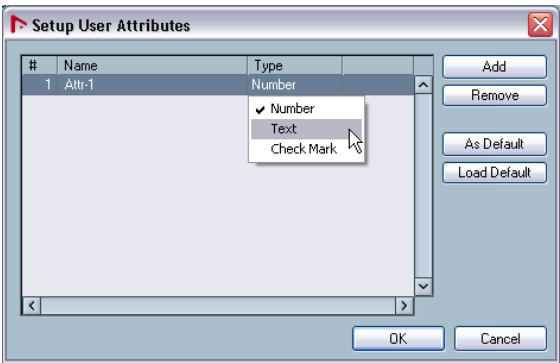 Setup User Attributes
# Name Type
1 Attr-1 Number
Number
Text
Check Mark
Add
Remove
As Default
Load Default
OK Cancel